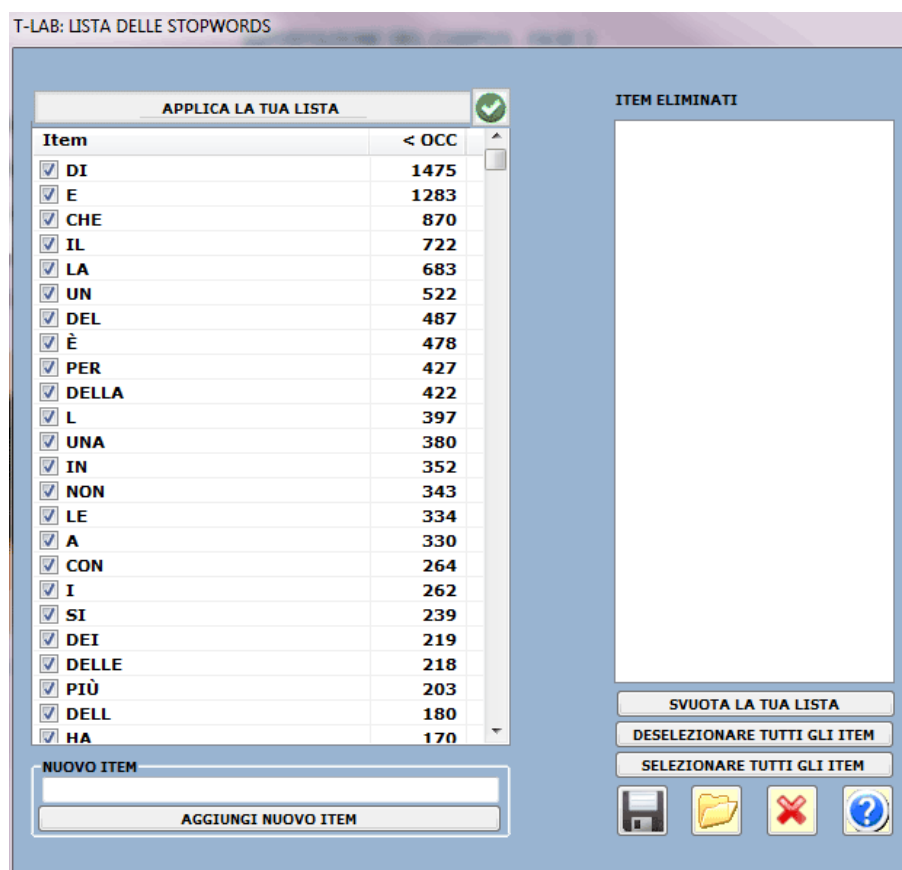 T-LAB: LISTA DELLE STOPWORDS
APPLICA LA TUA LISTA
Item < OCC
DI 1475
E 1283
CHE 870
IL 722
LA 683
UN 522
DEL 487
È 478
PER 427
DELLA 422
L 397
UNA 380
IN 352
NON 343
LE 334
A 330
CON 264
I 262
SI 239
DEI 219
DELLE 218
PIÙ 203
DELL 180
HA 170
NUOVO ITEM
AGGIUNGI NUOVO ITEM
ITEM ELIMINATI
SVUOTA LA TUA LISTA
DESELEZIONARE TUTTI GLI ITEM
SELEZIONARE TUTTI GLI ITEM
?